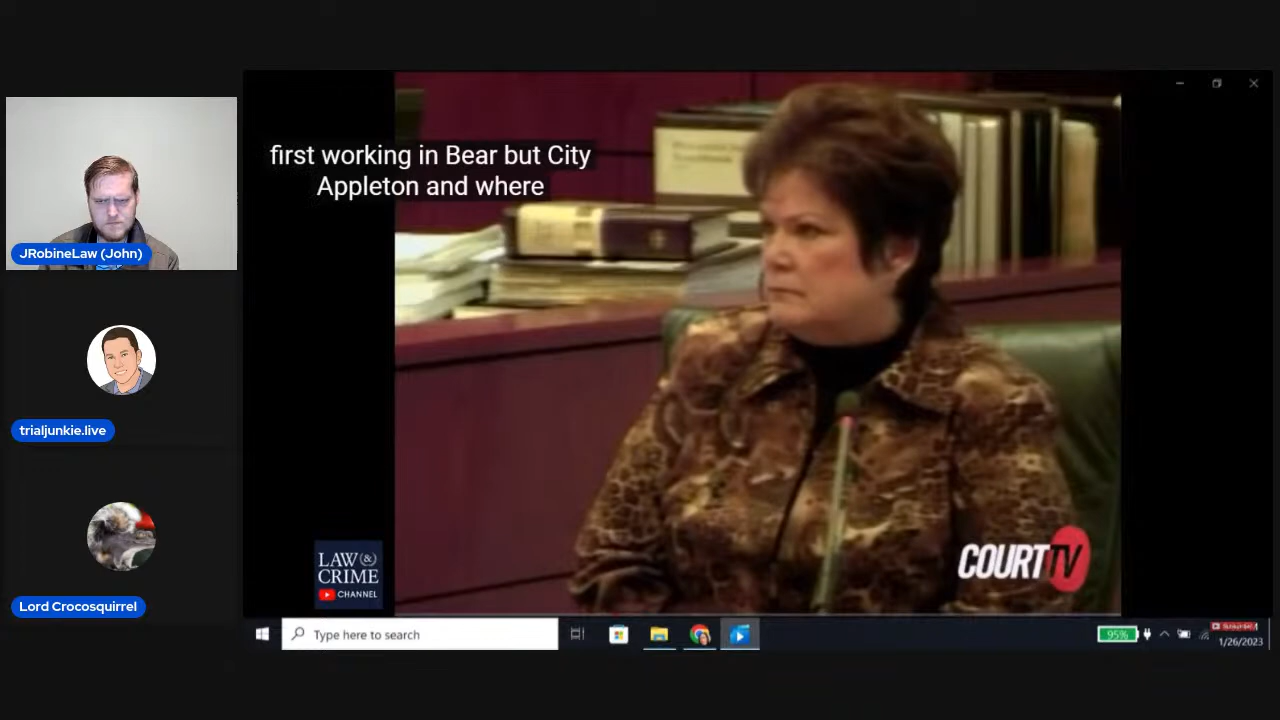 first working in Bear but City
Appleton and where
JRobineLaw (John)
trialjunkie.live
Lord Crocosquirrel
LAW &
CRIME
CHANNEL
COURT TV
Type here to search
95%
1/26/2023